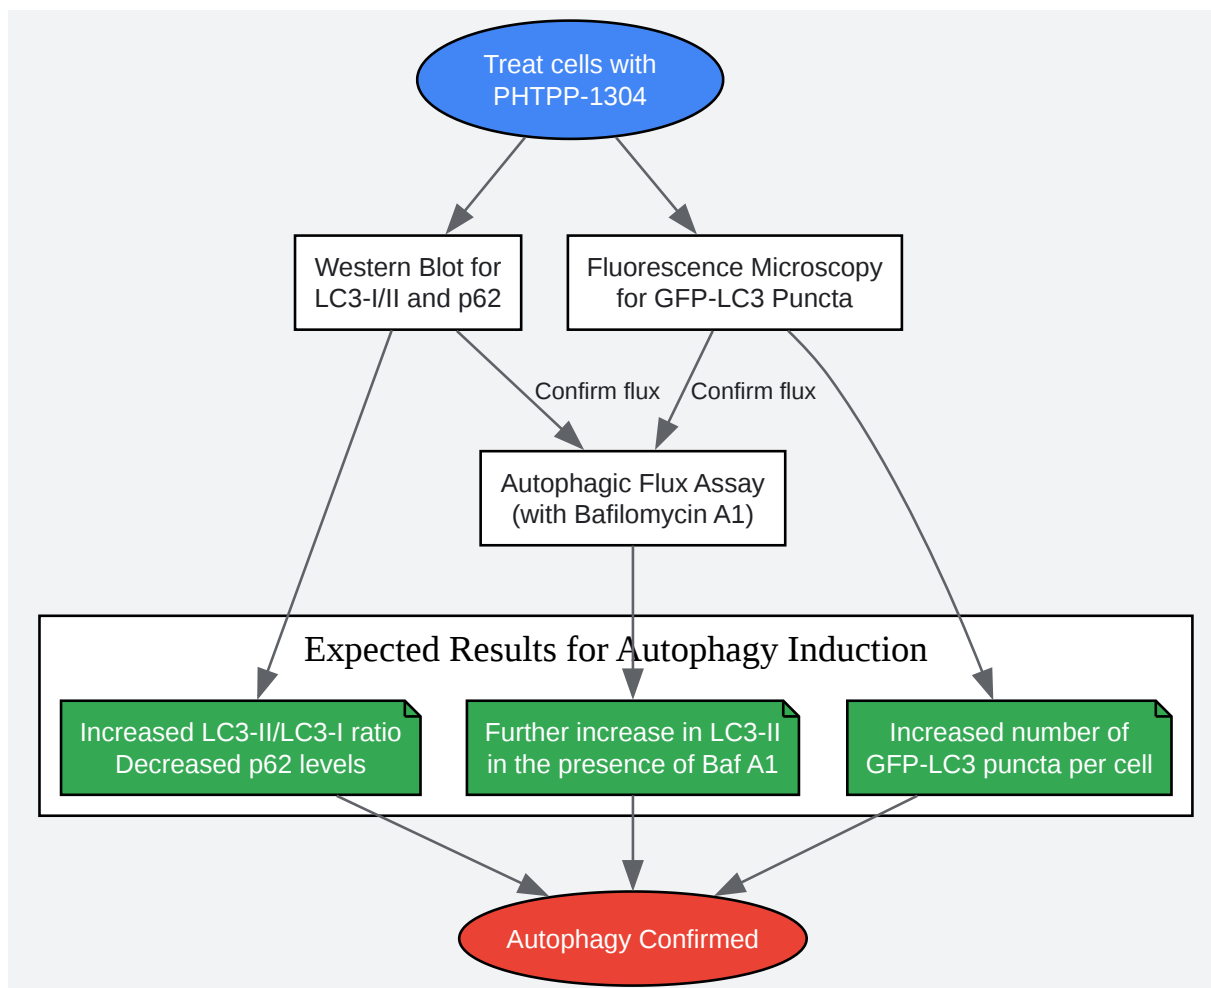 Treat cells with
PHTPP-1304
Western Blot for
LC3-I/II and p62
Fluorescence Microscopy
for GFP-LC3 Puncta
Confirm flux
Confirm flux
Autophagic Flux Assay
(with Bafilomycin A1)
Expected Results for Autophagy Induction
Increased LC3-II/LC3-I ratio
Decreased p62 levels
Further increase in LC3-II
in the presence of Baf A1
Increased number of
GFP-LC3 puncta per cell
Autophagy Confirmed